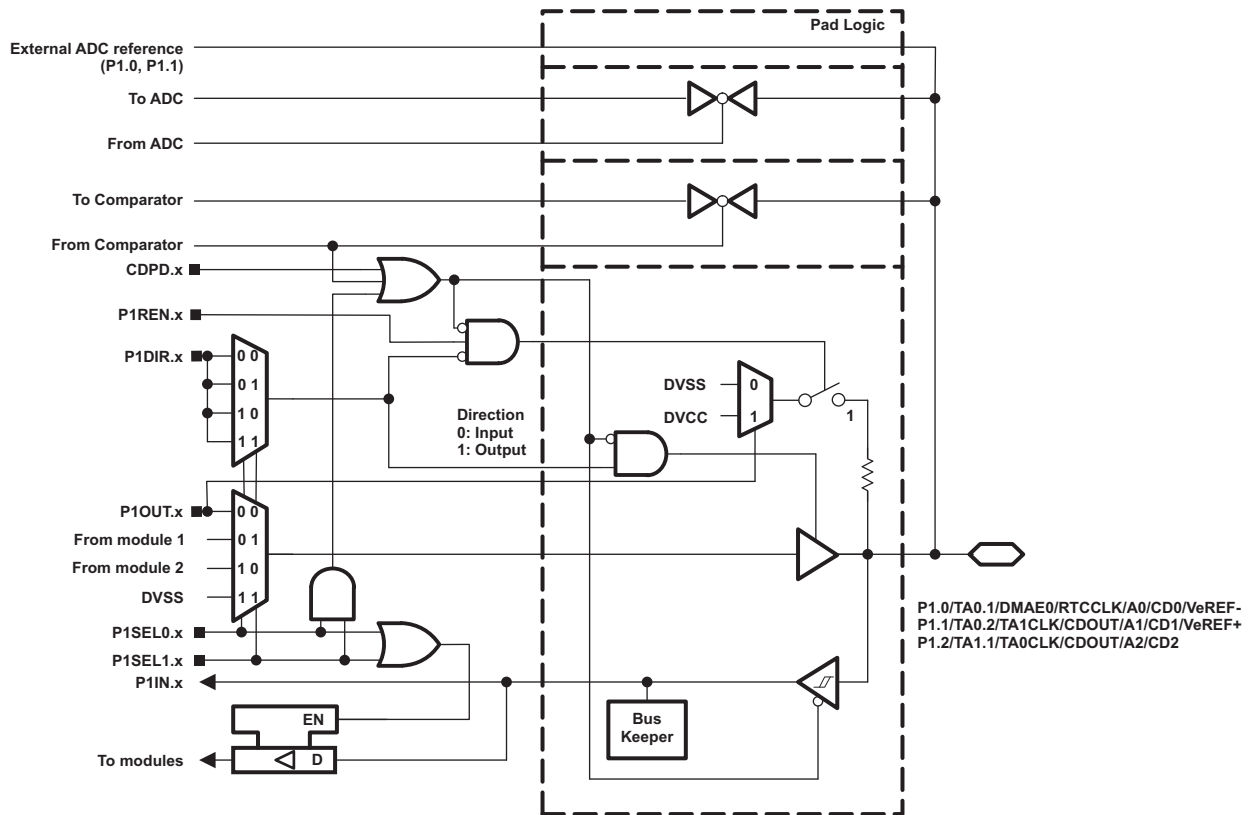 Pad Logic
External ADC reference
(P1.0, P1.1)
To ADC
From ADC
To Comparator
From Comparator
CDPD.x
P1REN.x
P1DIR.x
0 0
0 1
1 0
1 1
Direction
0: Input
1: Output
DVSS
0
DVCC
1
1
P1OUT.x
0 0
From module 1
0 1
From module 2
1 0
DVSS
1 1
P1.0/TA0.1/DMAE0/RTCCLK/A0/CD0/VeREF-
P1.1/TA0.2/TA1CLK/CDOUT/A1/CD1/VeREF+
P1.2/TA1.1/TA0CLK/CDOUT/A2/CD2
P1SEL0.x
P1SEL1.x
P1IN.x
EN
Bus
Keeper
To modules
D